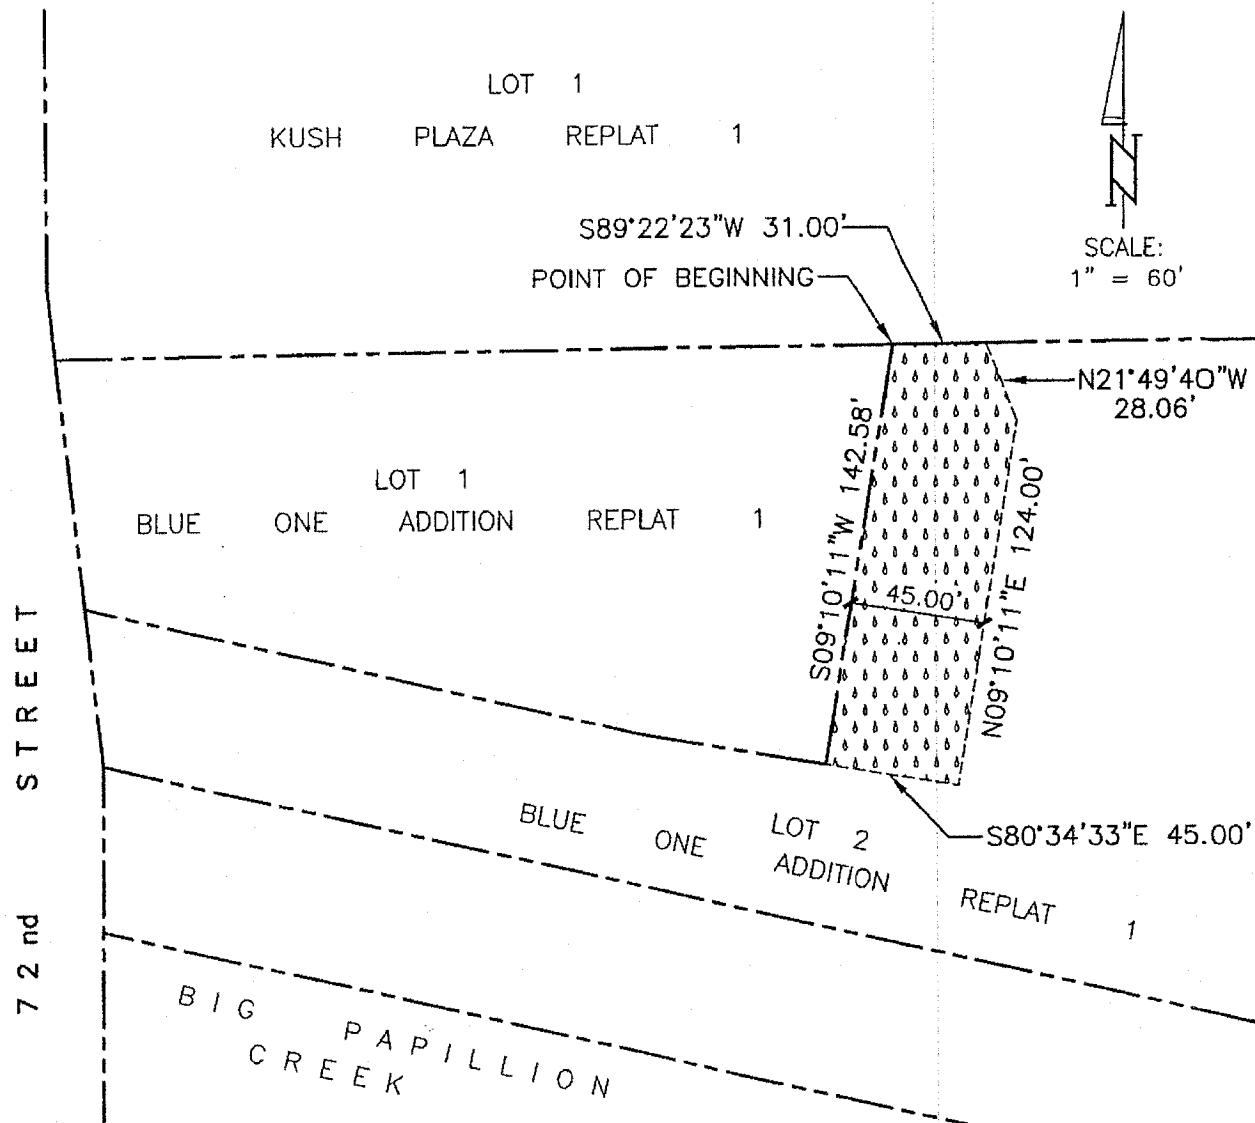 LOT 1
KUSH PLAZA REPLAT 1
N
SCALE:
1" = 60'
S89°22'23"W 31.00'
POINT OF BEGINNING
N21°49'40"W
28.06'
LOT 1
BLUE ONE ADDITION REPLAT 1
S09°10'11"W 142.58'
45.00'
N09°10'11"E 124.00'
S80°34'33"E 45.00'
LOT 2
BLUE ONE ADDITION REPLAT 1
72nd STREET
BIG PAPILLION
CREEK